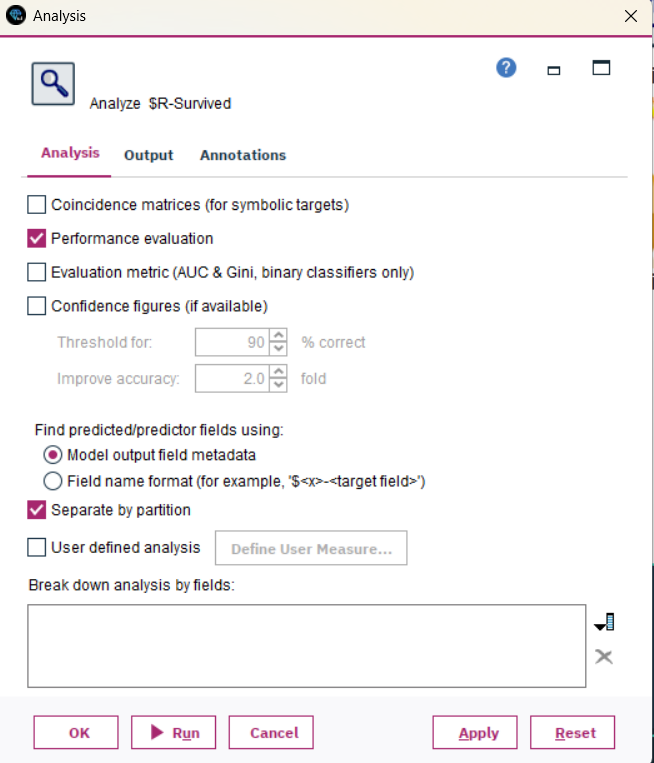 Analysis
?
Analyze $R-Survived
Analysis Output Annotations
Coincidence matrices (for symbolic targets)
Performance evaluation
Evaluation metric (AUC & Gini, binary classifiers only)
Confidence figures (if available)
Threshold for: 90 % correct
Improve accuracy: 2.0 fold
Find predicted/predictor fields using:
Model output field metadata
Field name format (for example, '$<x>-<target field>')
Separate by partition
User defined analysis Define User Measure...
Break down analysis by fields:
OK Run Cancel Apply Reset